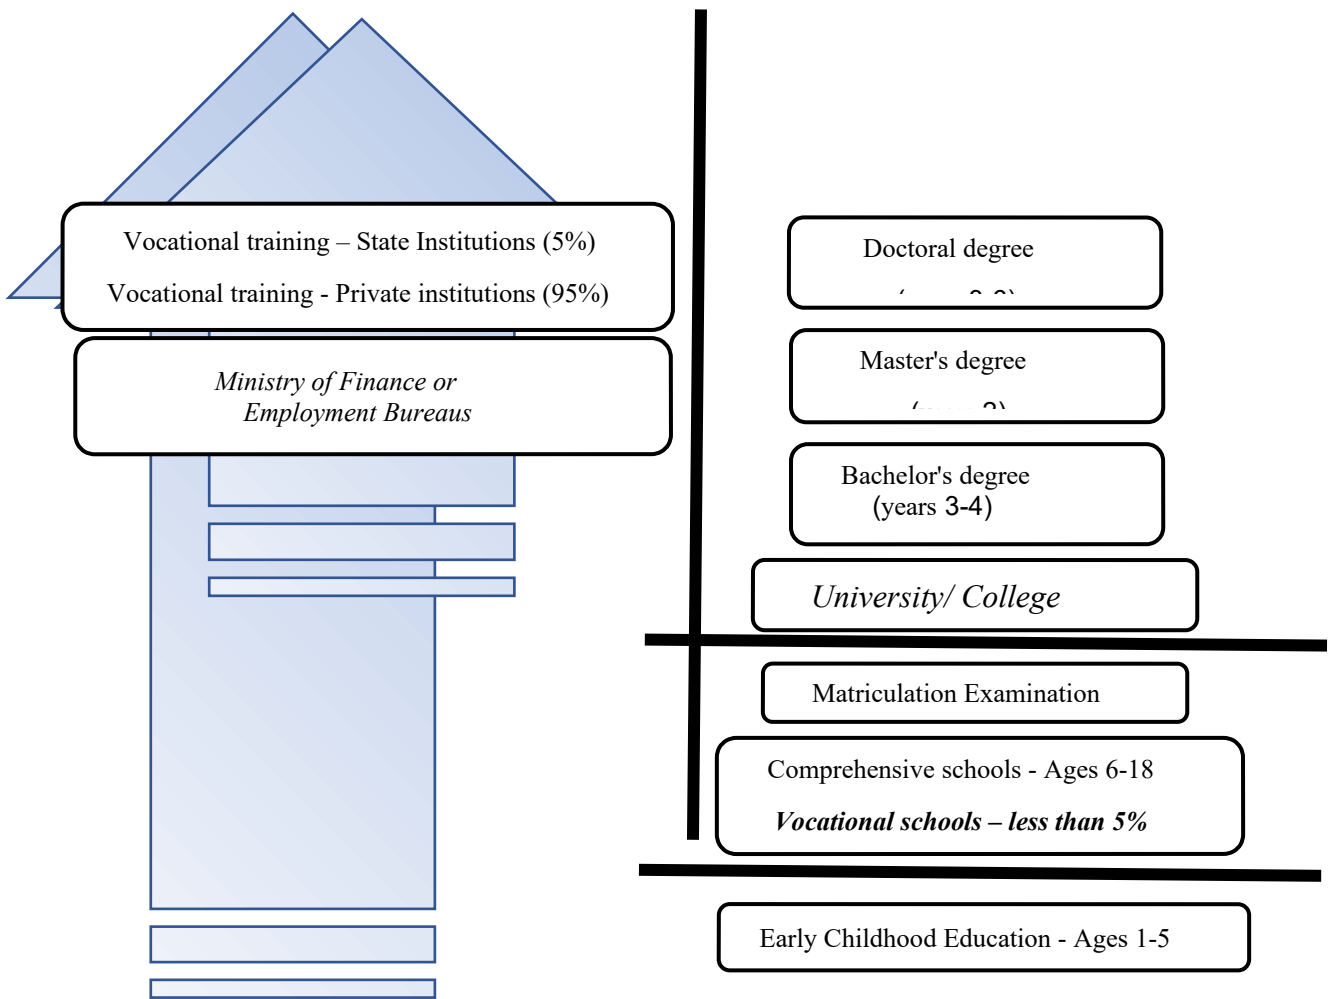 Vocational training – State Institutions (5%)
Vocational training - Private institutions (95%)
Ministry of Finance or
Employment Bureaus
Doctoral degree
Master's degree
Bachelor's degree
(years 3-4)
University/ College
Matriculation Examination
Comprehensive schools - Ages 6-18
Vocational schools – less than 5%
Early Childhood Education - Ages 1-5